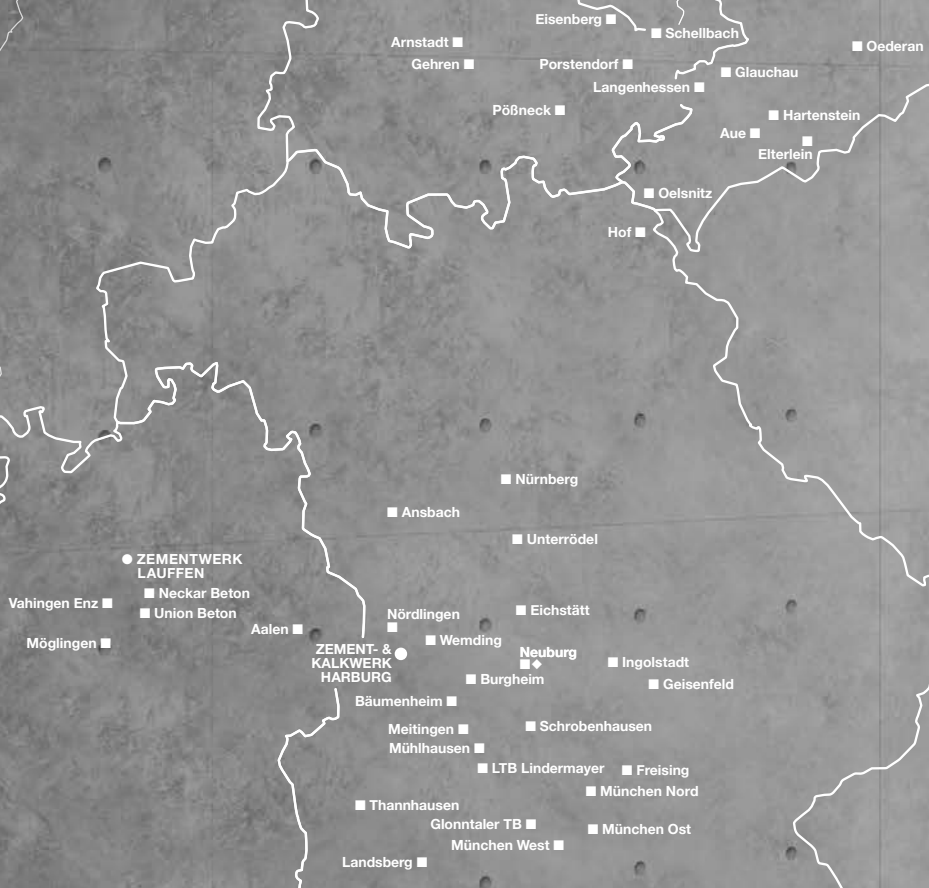 Eisenberg
Schellbach
Arnstadt
Oederan
Gehren
Porstendorf
Glauchau
Langenhessen
Pößneck
Hartenstein
Aue
Elterlein
Oelsnitz
Hof
Nürnberg
Ansbach
Unterrödel
ZEMENTWERK
LAUFFEN
Neckar Beton
Vahingen Enz
Union Beton
Eichstätt
Nördlingen
Aalen
Wemding
Möglingen
ZEMENT- &
KALKWERK
HARBURG
Neuburg
Ingolstadt
Burgheim
Geisenfeld
Bäumenheim
Schrobenhausen
Meitingen
Mühlhausen
LTB Lindermayer
Freising
München Nord
Thannhausen
Glonntaler TB
München Ost
München West
Landsberg